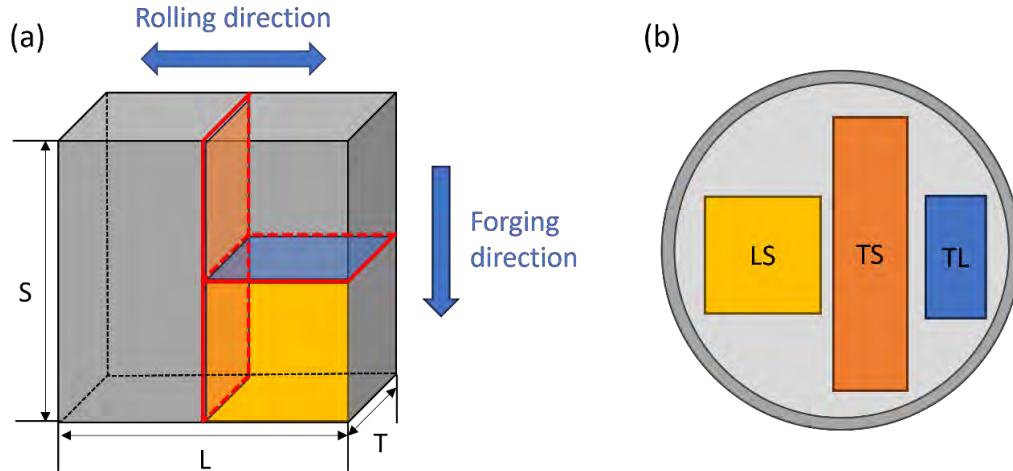 (a)
Rolling direction
(b)
Forging
direction
S
L
T
LS
TS
TL